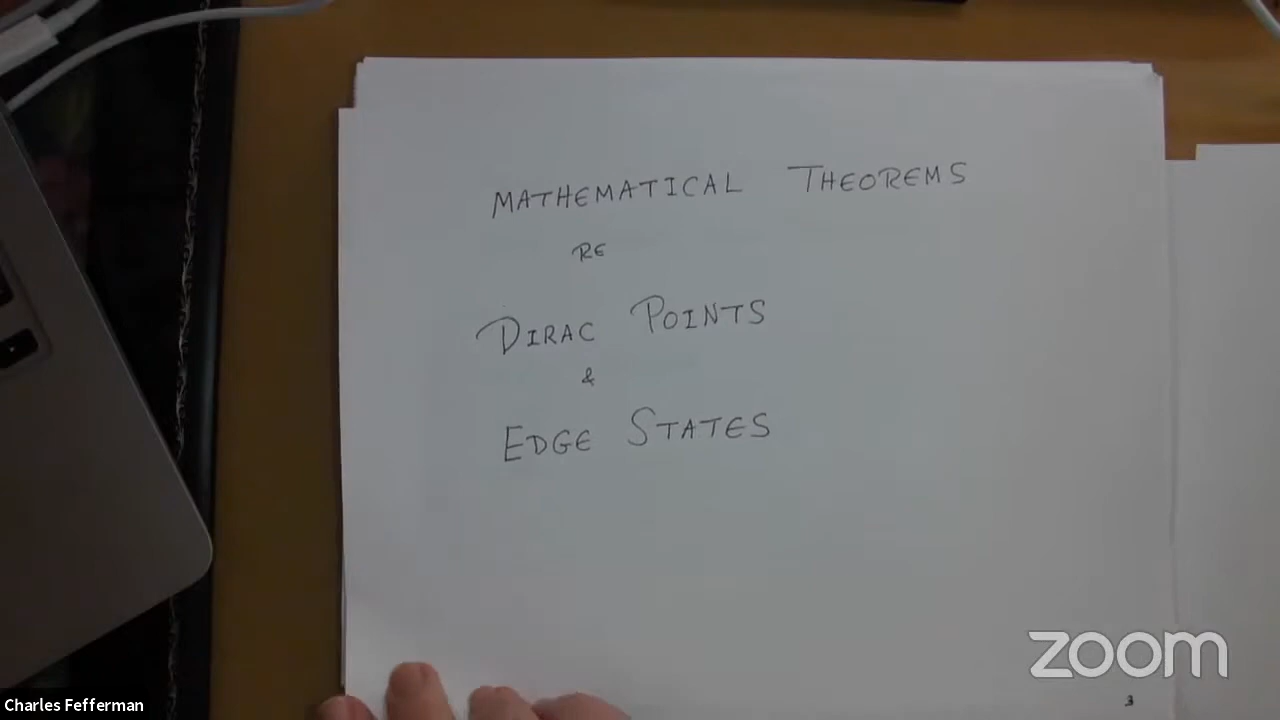 MATHEMATICAL THEOREMS
RE
DIRAC POINTS
&
EDGE STATES
3
zoom
Charles Fefferman